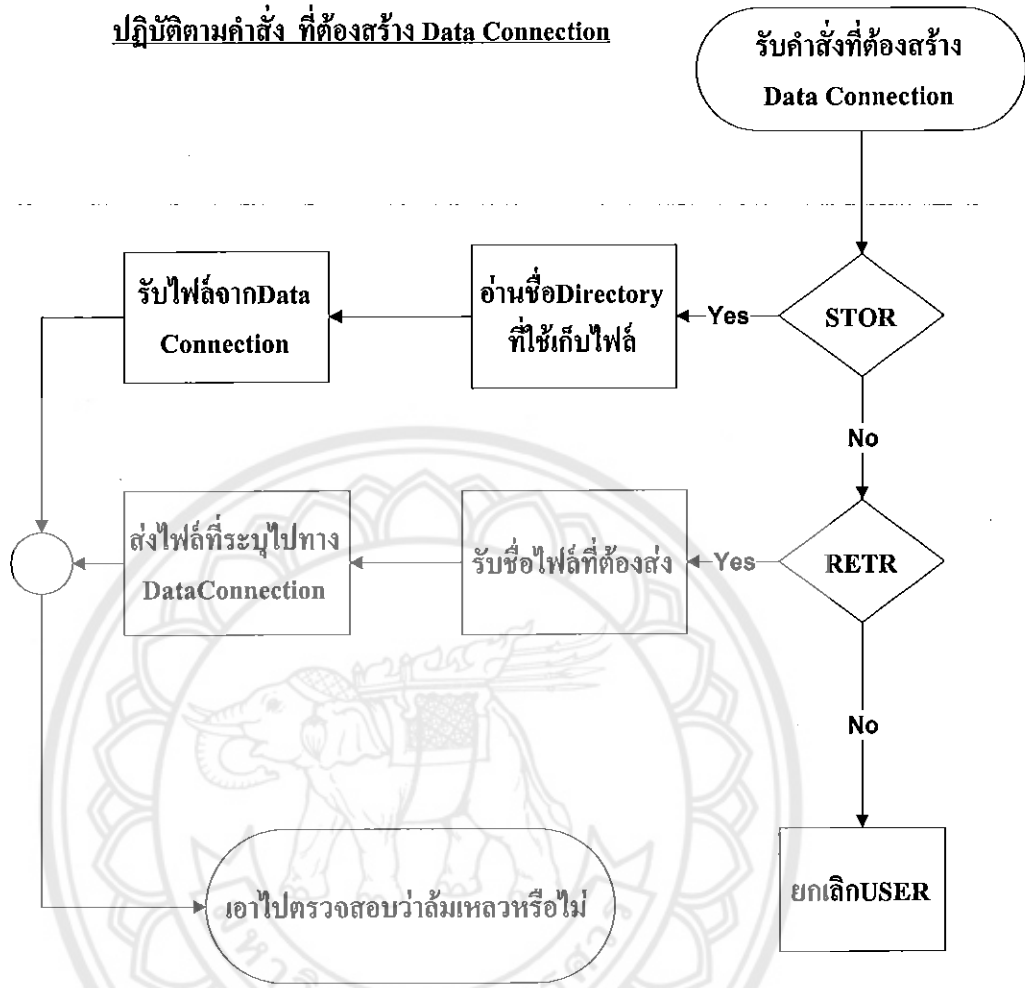 ปฏิบัติตามคำสั่ง ที่ต้องสร้าง Data Connection
รับคำสั่งที่ต้องสร้าง
Data Connection
STOR
Yes
อ่านชื่อDirectory
ที่ใช้เก็บไฟล์
รับไฟล์จากData
Connection
No
RETR
Yes
รับชื่อไฟล์ที่ต้องส่ง
ส่งไฟล์ที่ระบุไปทาง
DataConnection
No
ยกเลิกUSER
เอาไปตรวจสอบว่าล้มเหลวหรือไม่